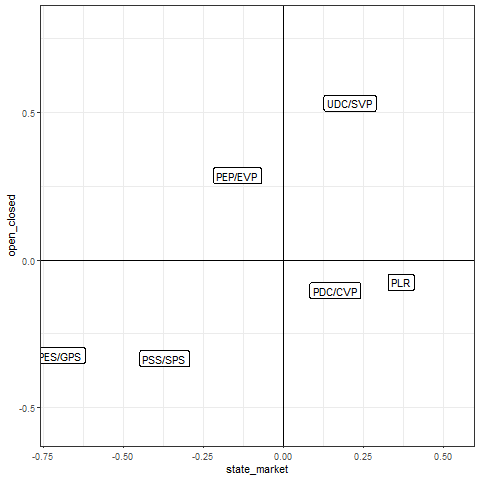 UDC/SVP
0.5
PEP/EVP
open_closed
0.0
PLR
PDC/CVP
PES/GPS
PSS/SPS
-0.5
-0.75 -0.50 -0.25 0.00 0.25 0.50
state_market